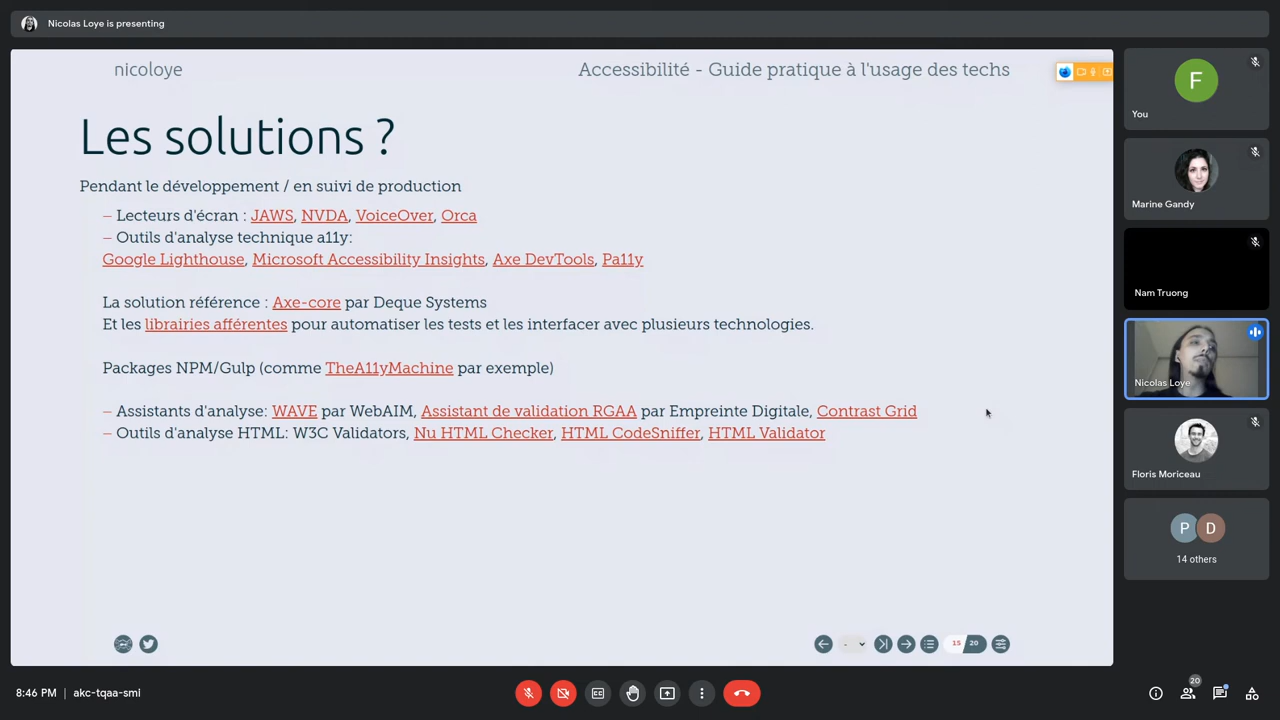 Nicolas Loye is presenting
nicoloye
Accessibilité - Guide pratique à l'usage des techs
Les solutions ?
Pendant le développement / en suivi de production
– Lecteurs d'écran : JAWS, NVDA, VoiceOver, Orca
– Outils d'analyse technique a11y:
Google Lighthouse, Microsoft Accessibility Insights, Axe DevTools, Pa11y
La solution référence : Axe-core par Deque Systems
Et les librairies afférentes pour automatiser les tests et les interfacer avec plusieurs technologies.
Packages NPM/Gulp (comme TheA11yMachine par exemple)
– Assistants d'analyse: WAVE par WebAIM, Assistant de validation RGAA par Empreinte Digitale, Contrast Grid
– Outils d'analyse HTML: W3C Validators, Nu HTML Checker, HTML CodeSniffer, HTML Validator
15 20
F
You
Marine Gandy
Nam Truong
Nicolas Loye
Floris Moriceau
P D
14 others
8:46 PM | akc-tqaa-smi
CC
20